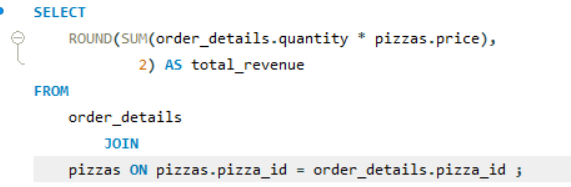 SELECT
ROUND(SUM(order_details.quantity * pizzas.price),
2) AS total_revenue
FROM
order_details
JOIN
pizzas ON pizzas.pizza_id = order_details.pizza_id ;